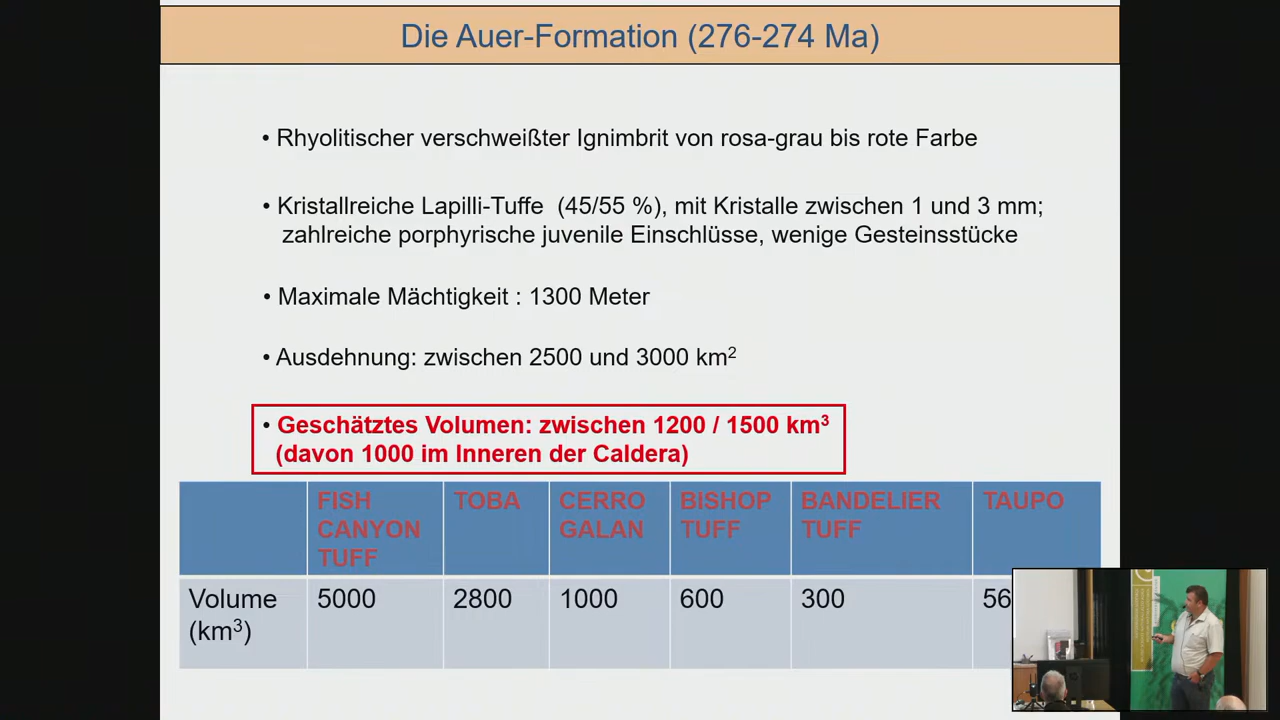 Die Auer-Formation (276-274 Ma)
• Rhyolitischer verschweißter Ignimbrit von rosa-grau bis rote Farbe
• Kristallreiche Lapilli-Tuffe (45/55 %), mit Kristalle zwischen 1 und 3 mm;
zahlreiche porphyrische juvenile Einschlüsse, wenige Gesteinsstücke
• Maximale Mächtigkeit : 1300 Meter
• Ausdehnung: zwischen 2500 und 3000 km²
• Geschätztes Volumen: zwischen 1200 / 1500 km³
(davon 1000 im Inneren der Caldera)
FISH CANYON TUFF TOBA CERRO GALAN BISHOP TUFF BANDELIER TUFF TAUPO
Volume (km³) 5000 2800 1000 600 300 56